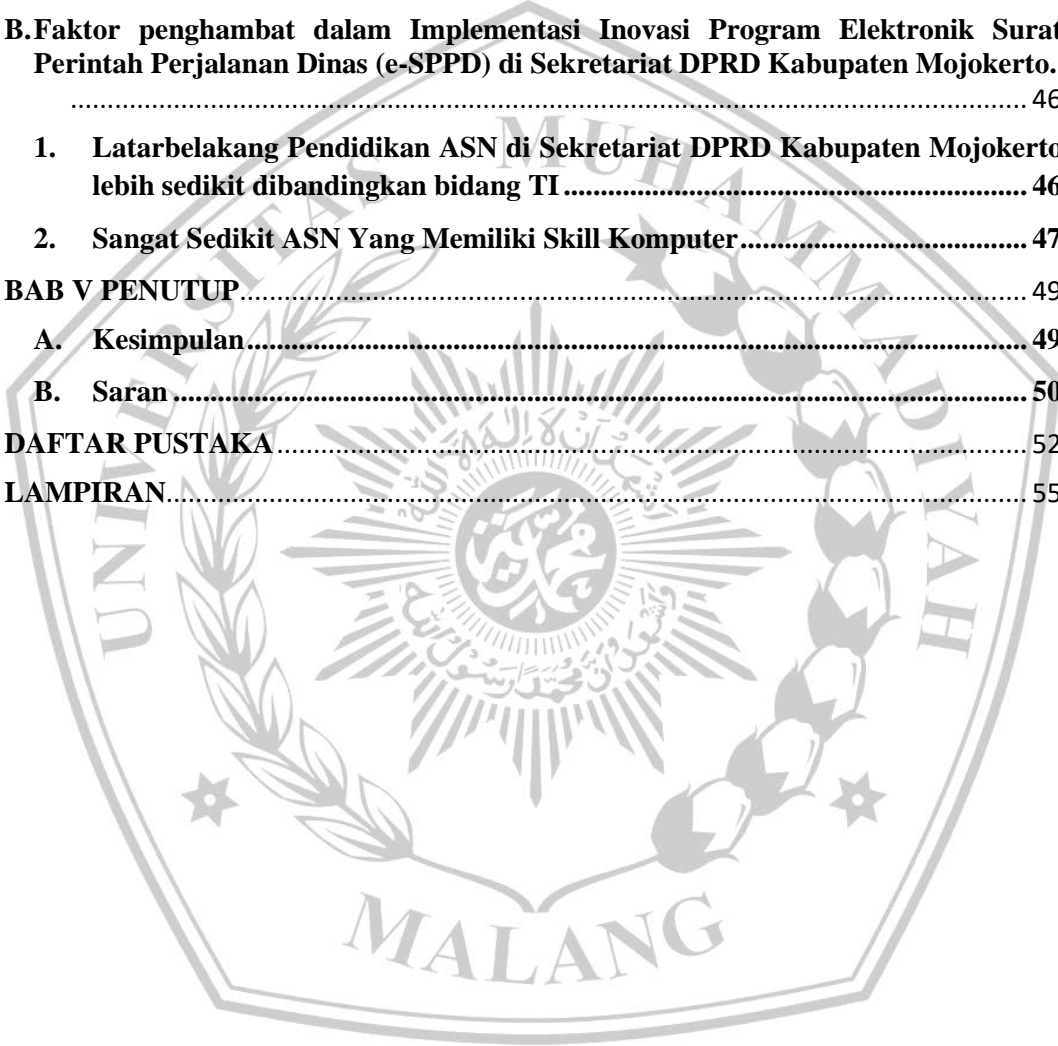 B. Faktor penghambat dalam Implementasi Inovasi Program Elektronik Surat
Perintah Perjalanan Dinas (e-SPPD) di Sekretariat DPRD Kabupaten Mojokerto.
........ 46
1. Latarbelakang Pendidikan ASN di Sekretariat DPRD Kabupaten Mojokerto
lebih sedikit dibandingkan bidang TI ........ 46
2. Sangat Sedikit ASN Yang Memiliki Skill Komputer ........ 47
BAB V PENUTUP ........ 49
A. Kesimpulan ........ 49
B. Saran ........ 50
DAFTAR PUSTAKA ........ 52
LAMPIRAN ........ 55
UNIVERSITAS MUHAMMADIYAH
MALANG